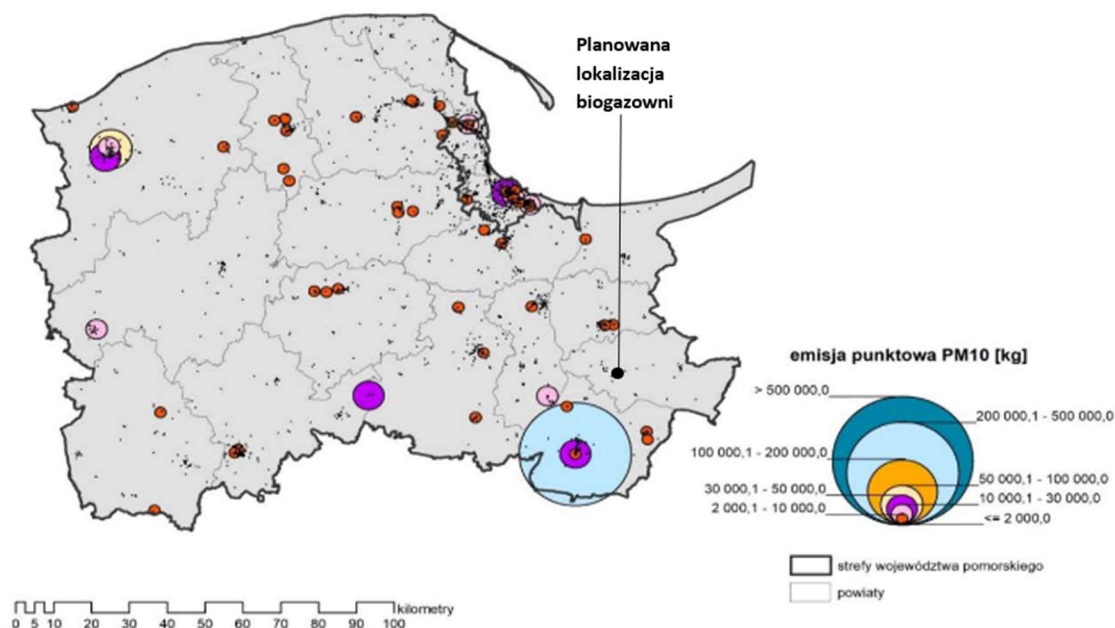 Planowana
lokalizacja
biogazowni
emisja punktowa PM10 [kg]
> 500 000,0
200 000,1 - 500 000,0
100 000,1 - 200 000,0
50 000,1 - 100 000,0
30 000,1 - 50 000,0
10 000,1 - 30 000,0
2 000,1 - 10 000,0
<= 2 000,0
strefy województwa pomorskiego
powiaty
kilometry
0 2 5 10 20 30 40 50 60 70 80 90 100